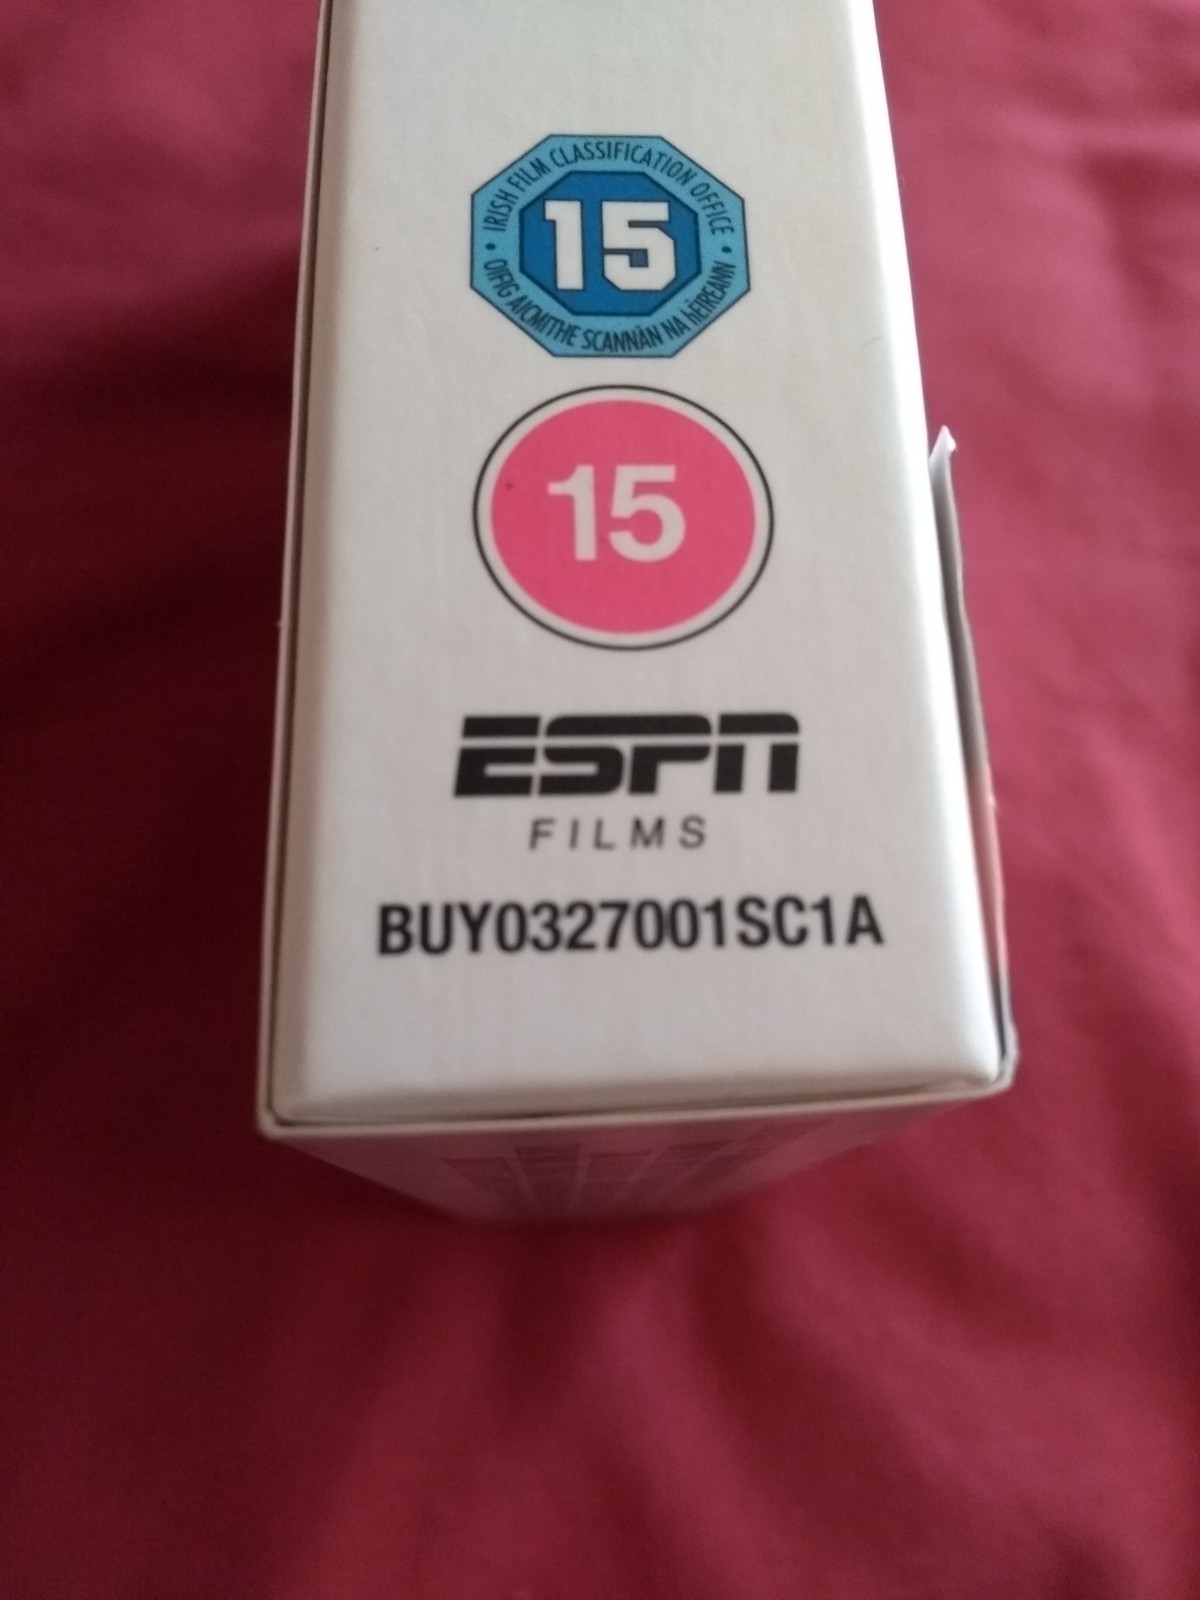 IRISH FILM CLASSIFICATION OFFICE
15
OIFIG AICMITHE SCANNÁN NA hÉIREANN
15
ESPN
FILMS
BUY0327001SC1A